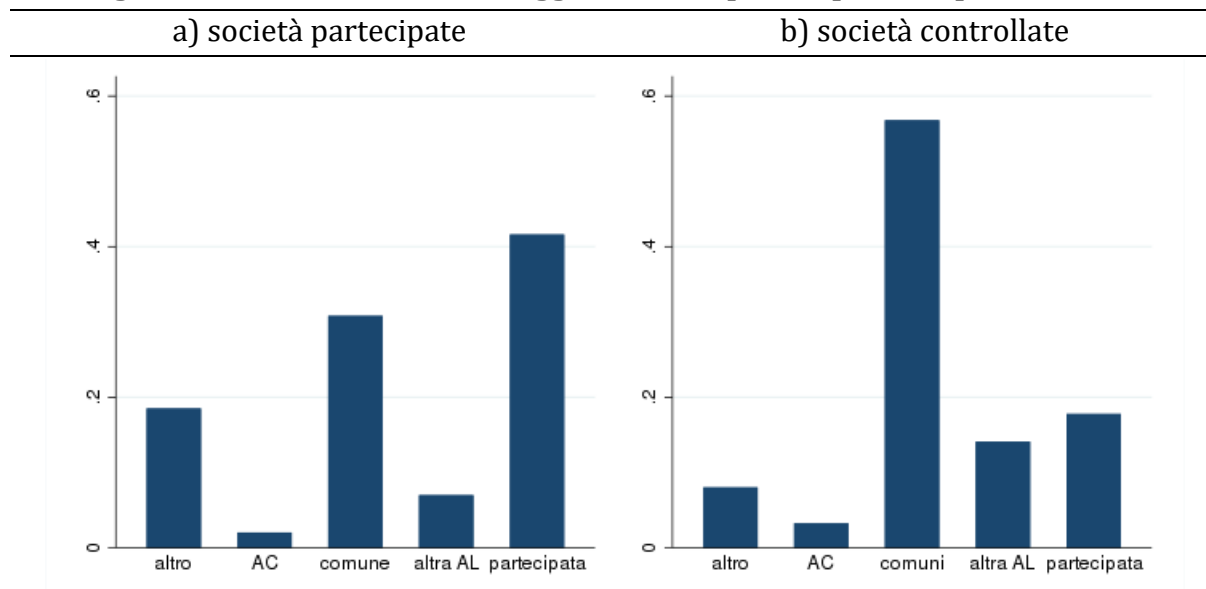 a) società partecipate
b) società controllate
.6
.4
.2
0
altro AC comune altra AL partecipata
.6
.4
.2
0
altro AC comuni altra AL partecipata